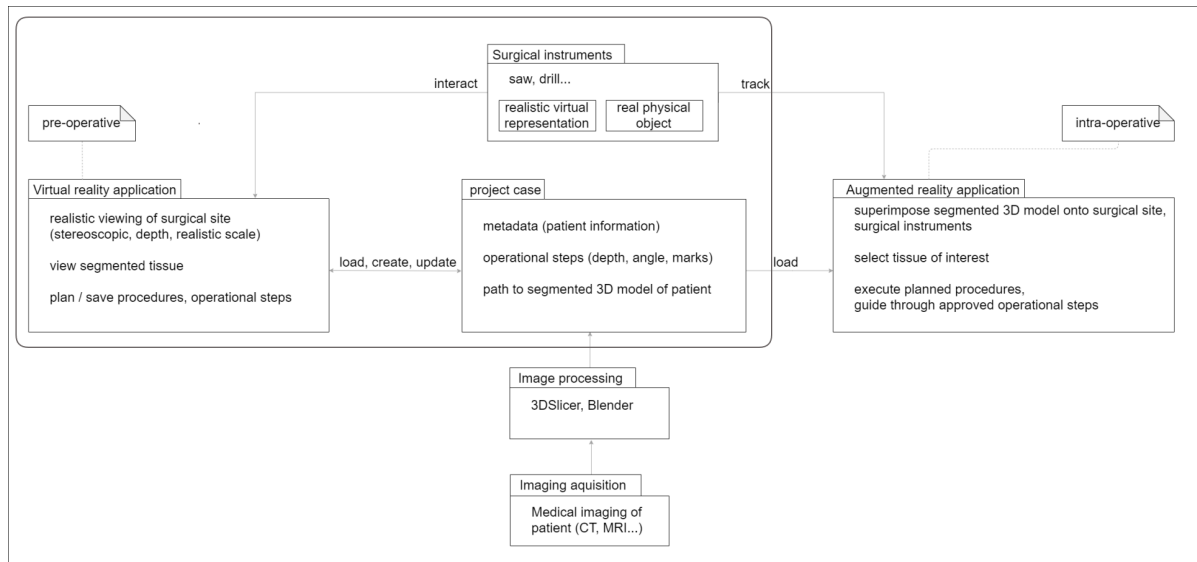 Surgical instruments
saw, drill...
realistic virtual
representation
real physical
object
interact
track
pre-operative
intra-operative
Virtual reality application
realistic viewing of surgical site
(stereoscopic, depth, realistic scale)
view segmented tissue
plan / save procedures, operational steps
load, create, update
project case
metadata (patient information)
operational steps (depth, angle, marks)
path to segmented 3D model of patient
load
Augmented reality application
superimpose segmented 3D model onto surgical site,
surgical instruments
select tissue of interest
execute planned procedures,
guide through approved operational steps
Image processing
3DSlicer, Blender
Imaging aquisition
Medical imaging of
patient (CT, MRI...)